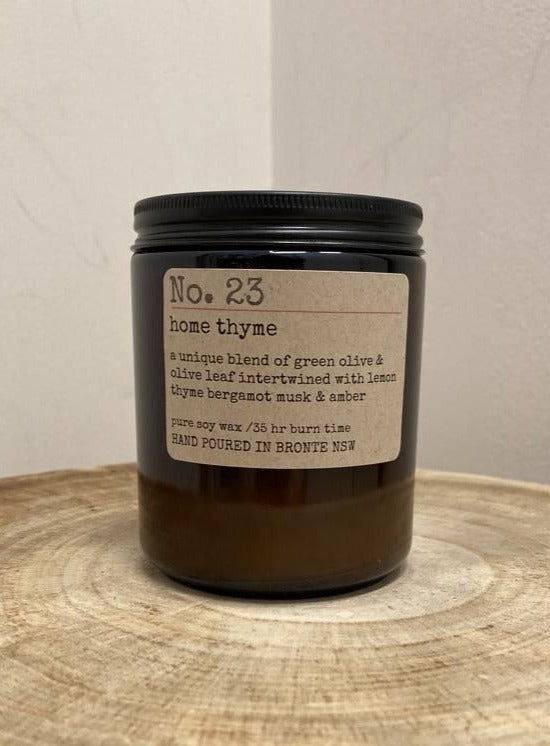 No. 23
home thyme
a unique blend of green olive &
olive leaf intertwined with lemon
thyme bergamot musk & amber
pure soy wax /35 hr burn time
HAND POURED IN BRONTE NSW